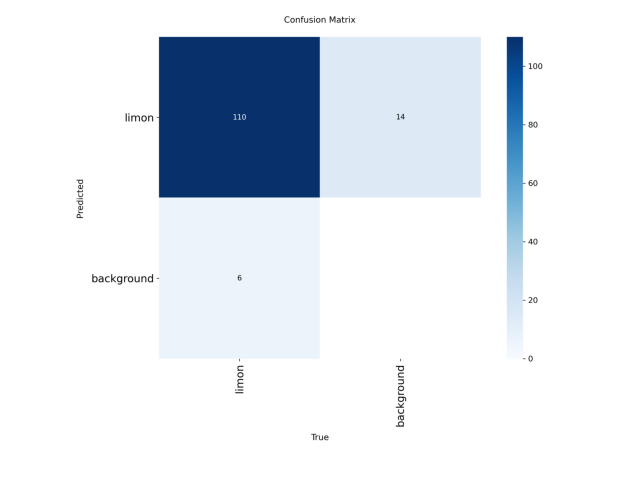 Confusion Matrix
limon
110
14
100
80
60
40
20
0
Predicted
background
6
limon
background
True